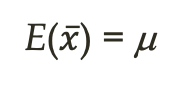 E(x̄) = μ